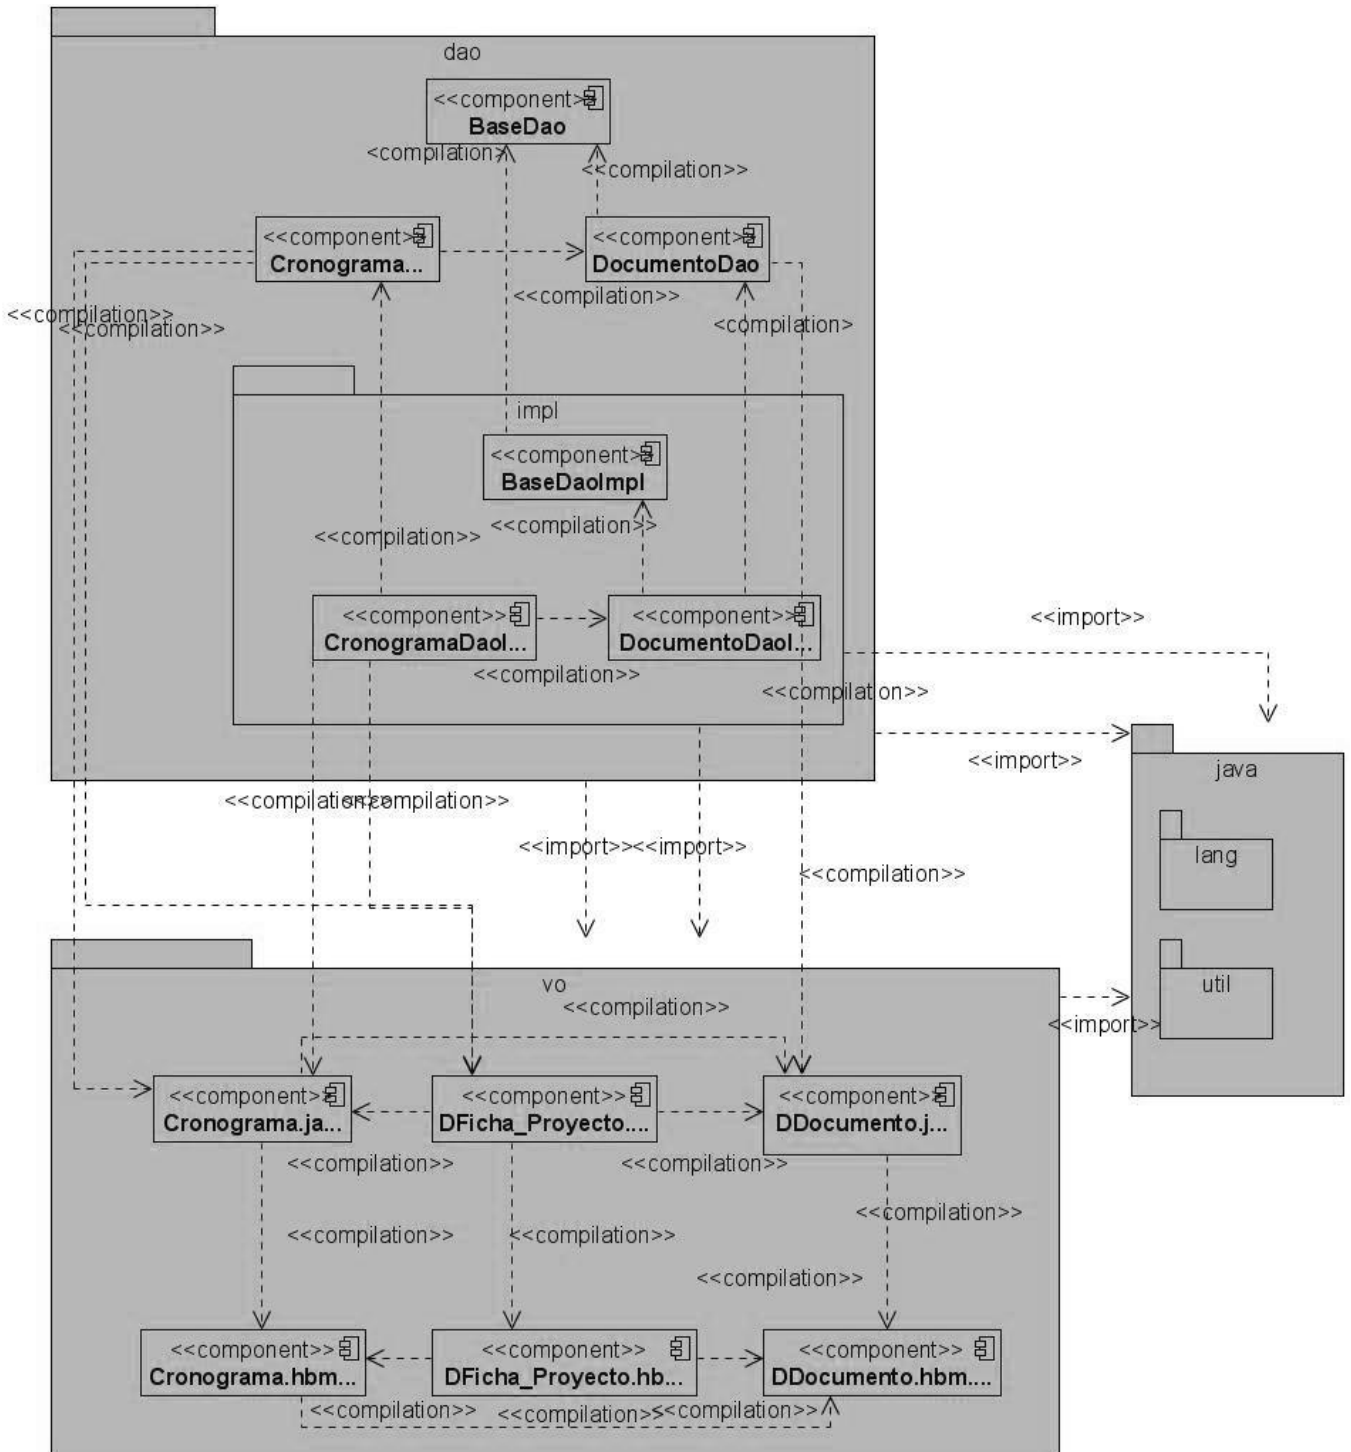 dao
<<component>>
BaseDao
<compilation>
<<compilation>>
<<component>>
Cronograma...
<<component>>
DocumentoDao
<<compilation>>
<<compilation>>
<<compilation>>
<compilation>
impl
<<component>>
BaseDaoImpl
<<compilation>>
<<compilation>>
<<component>>
CronogramaDaoI...
<<component>>
DocumentoDaoI...
<<import>>
<<compilation>>
<<compilation>>
<<import>>
java
<<compilation>>
<<compilation>>
<<import>>
<<import>>
lang
<<compilation>>
vo
util
<<compilation>>
<<import>>
<<component>>
Cronograma.ja...
<<component>>
DFicha_Proyecto....
<<component>>
DDocumento.j...
<<compilation>>
<<compilation>>
<<compilation>>
<<compilation>>
<<compilation>>
<<compilation>>
<<component>>
Cronograma.hbm...
<<component>>
DFicha_Proyecto.hb...
<<component>>
DDocumento.hbm....
<<compilation>>
<<compilation>>
<<compilation>>